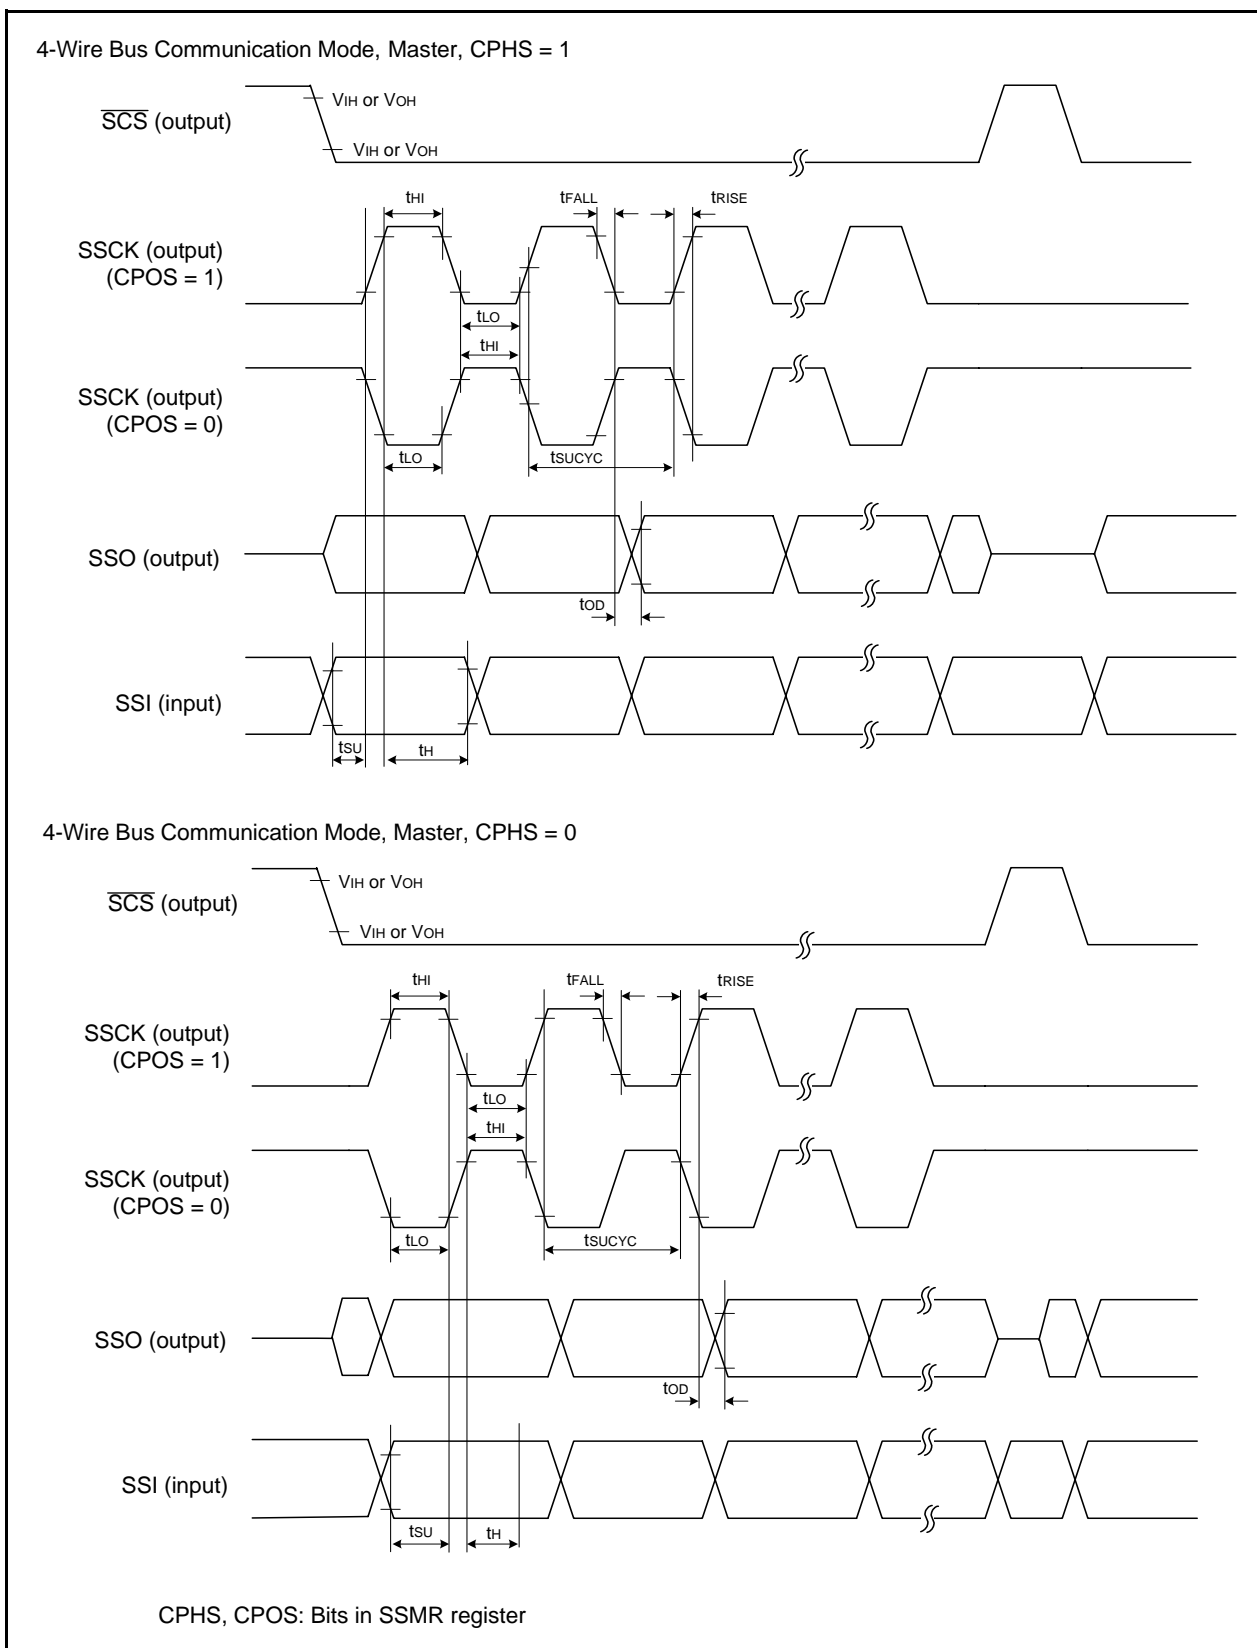 4-Wire Bus Communication Mode, Master, CPHS = 1
VIH or VOH
SCS (output)
VIH or VOH
tHI
tFALL
tRISE
SSCK (output)
(CPOS = 1)
tLO
tHI
SSCK (output)
(CPOS = 0)
tLO
tSUCYC
SSO (output)
tOD
SSI (input)
tSU
tH
4-Wire Bus Communication Mode, Master, CPHS = 0
VIH or VOH
SCS (output)
VIH or VOH
tHI
tFALL
tRISE
SSCK (output)
(CPOS = 1)
tLO
tHI
SSCK (output)
(CPOS = 0)
tLO
tSUCYC
SSO (output)
tOD
SSI (input)
tSU
tH
CPHS, CPOS: Bits in SSMR register